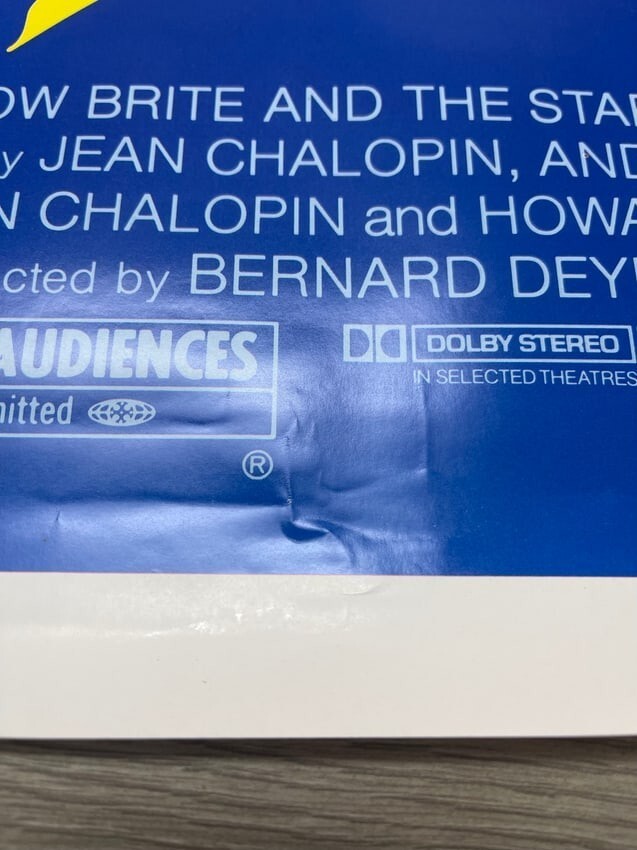 OW BRITE AND THE STA
y JEAN CHALOPIN, AND
N CHALOPIN and HOWA
cted by BERNARD DEY
AUDIENCES
DOLBY STEREO
IN SELECTED THEATRES
itted
®